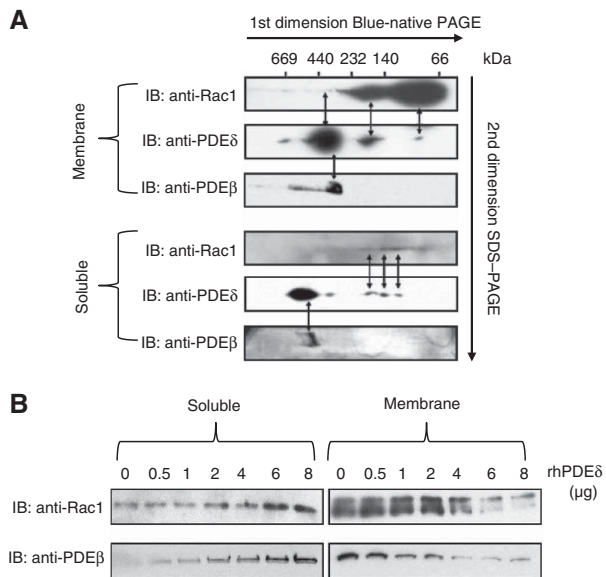 A
1st dimension Blue-native PAGE
669 440 232 140 66 kDa
Membrane
IB: anti-Rac1
IB: anti-PDEδ
IB: anti-PDEβ
Soluble
IB: anti-Rac1
IB: anti-PDEδ
IB: anti-PDEβ
2nd dimension SDS–PAGE
B
Soluble Membrane
0 0.5 1 2 4 6 8 0 0.5 1 2 4 6 8 rhPDEδ
(µg)
IB: anti-Rac1
IB: anti-PDEβ